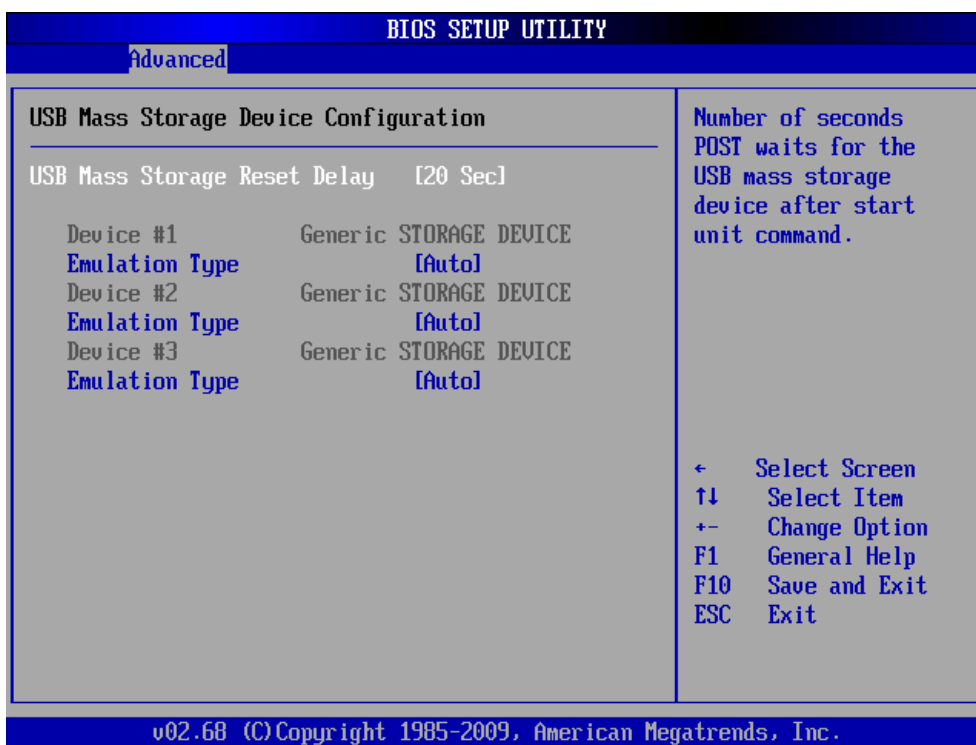 BIOS SETUP UTILITY
Advanced
USB Mass Storage Device Configuration
USB Mass Storage Reset Delay [20 Sec]
Device #1 Generic STORAGE DEVICE
Emulation Type [Auto]
Device #2 Generic STORAGE DEVICE
Emulation Type [Auto]
Device #3 Generic STORAGE DEVICE
Emulation Type [Auto]
Number of seconds
POST waits for the
USB mass storage
device after start
unit command.
← Select Screen
↑↓ Select Item
+- Change Option
F1 General Help
F10 Save and Exit
ESC Exit
v02.68 (C)Copyright 1985-2009, American Megatrends, Inc.